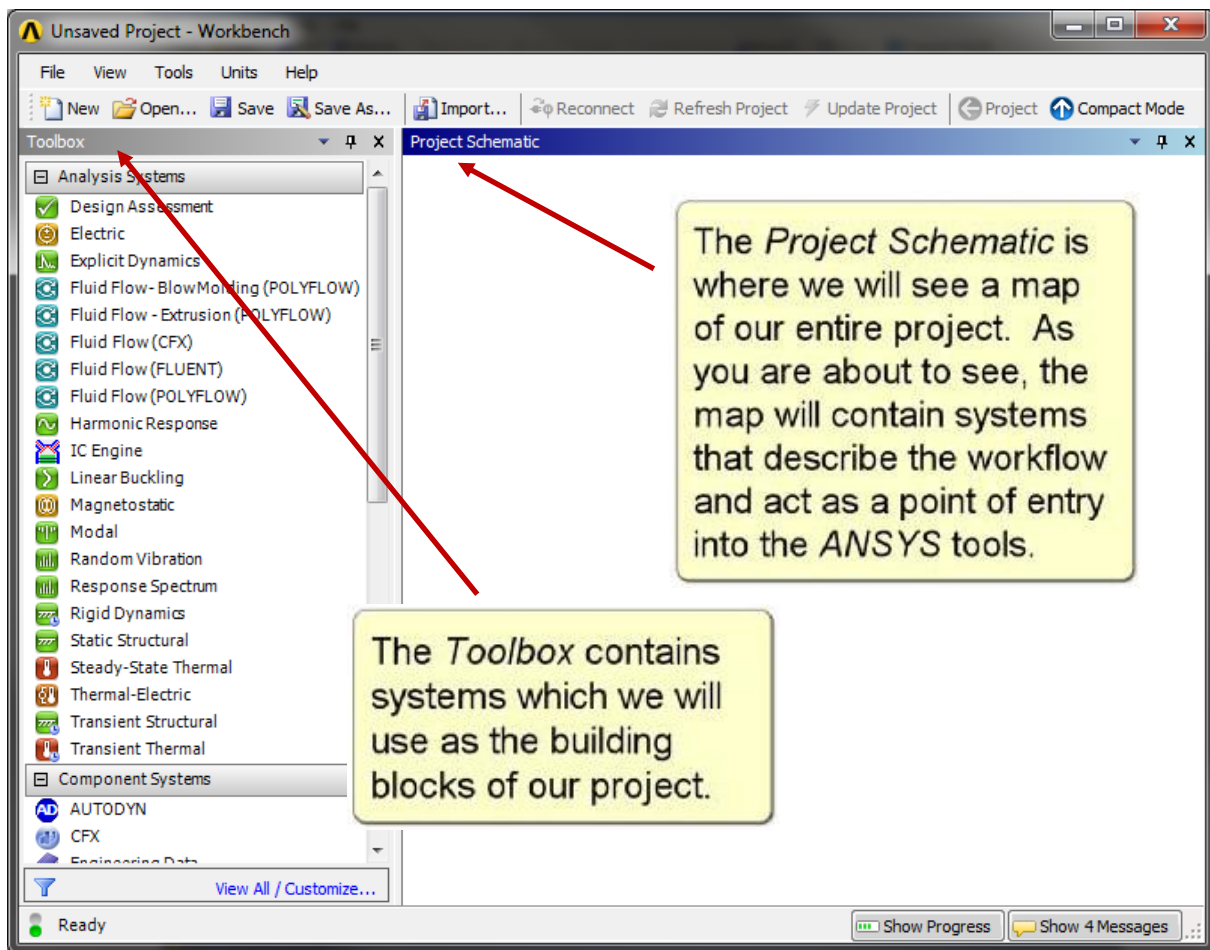 Unsaved Project - Workbench
File View Tools Units Help
New Open... Save Save As... Import... Reconnect Refresh Project Update Project Project Compact Mode
Toolbox
Project Schematic
Analysis Systems
Design Assessment
Electric
Explicit Dynamics
Fluid Flow- BlowMolding (POLYFLOW)
Fluid Flow - Extrusion (POLYFLOW)
Fluid Flow (CFX)
Fluid Flow (FLUENT)
Fluid Flow (POLYFLOW)
Harmonic Response
IC Engine
Linear Buckling
Magnetostatic
Modal
Random Vibration
Response Spectrum
Rigid Dynamics
Static Structural
Steady-State Thermal
Thermal-Electric
Transient Structural
Transient Thermal
Component Systems
AUTODYN
CFX
Engineering Data
View All / Customize...
The Project Schematic is
where we will see a map
of our entire project. As
you are about to see, the
map will contain systems
that describe the workflow
and act as a point of entry
into the ANSYS tools.
The Toolbox contains
systems which we will
use as the building
blocks of our project.
Ready
Show Progress
Show 4 Messages